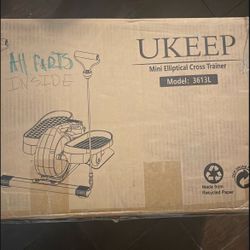 All PARTS
INSIDE
UKEEP
Mini Elliptical Cross Trainer
Model: 3613L
Made from
Recycled Paper